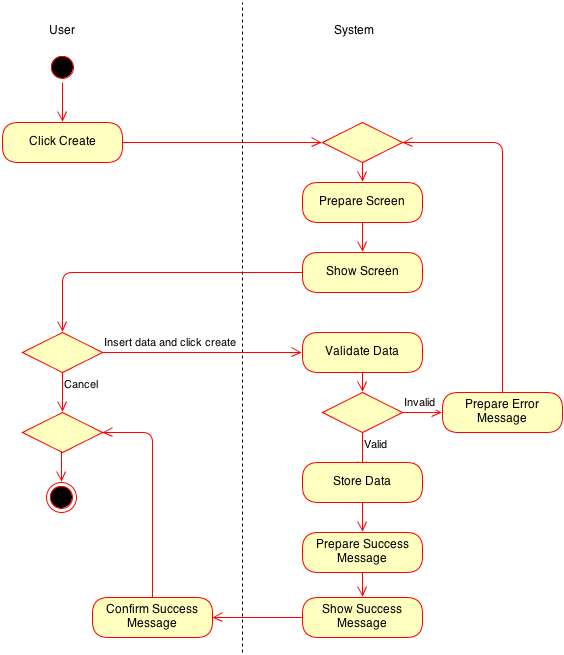 User
System
Click Create
Prepare Screen
Show Screen
Insert data and click create
Validate Data
Cancel
Invalid
Prepare Error
Message
Valid
Store Data
Prepare Success
Message
Confirm Success
Message
Show Success
Message